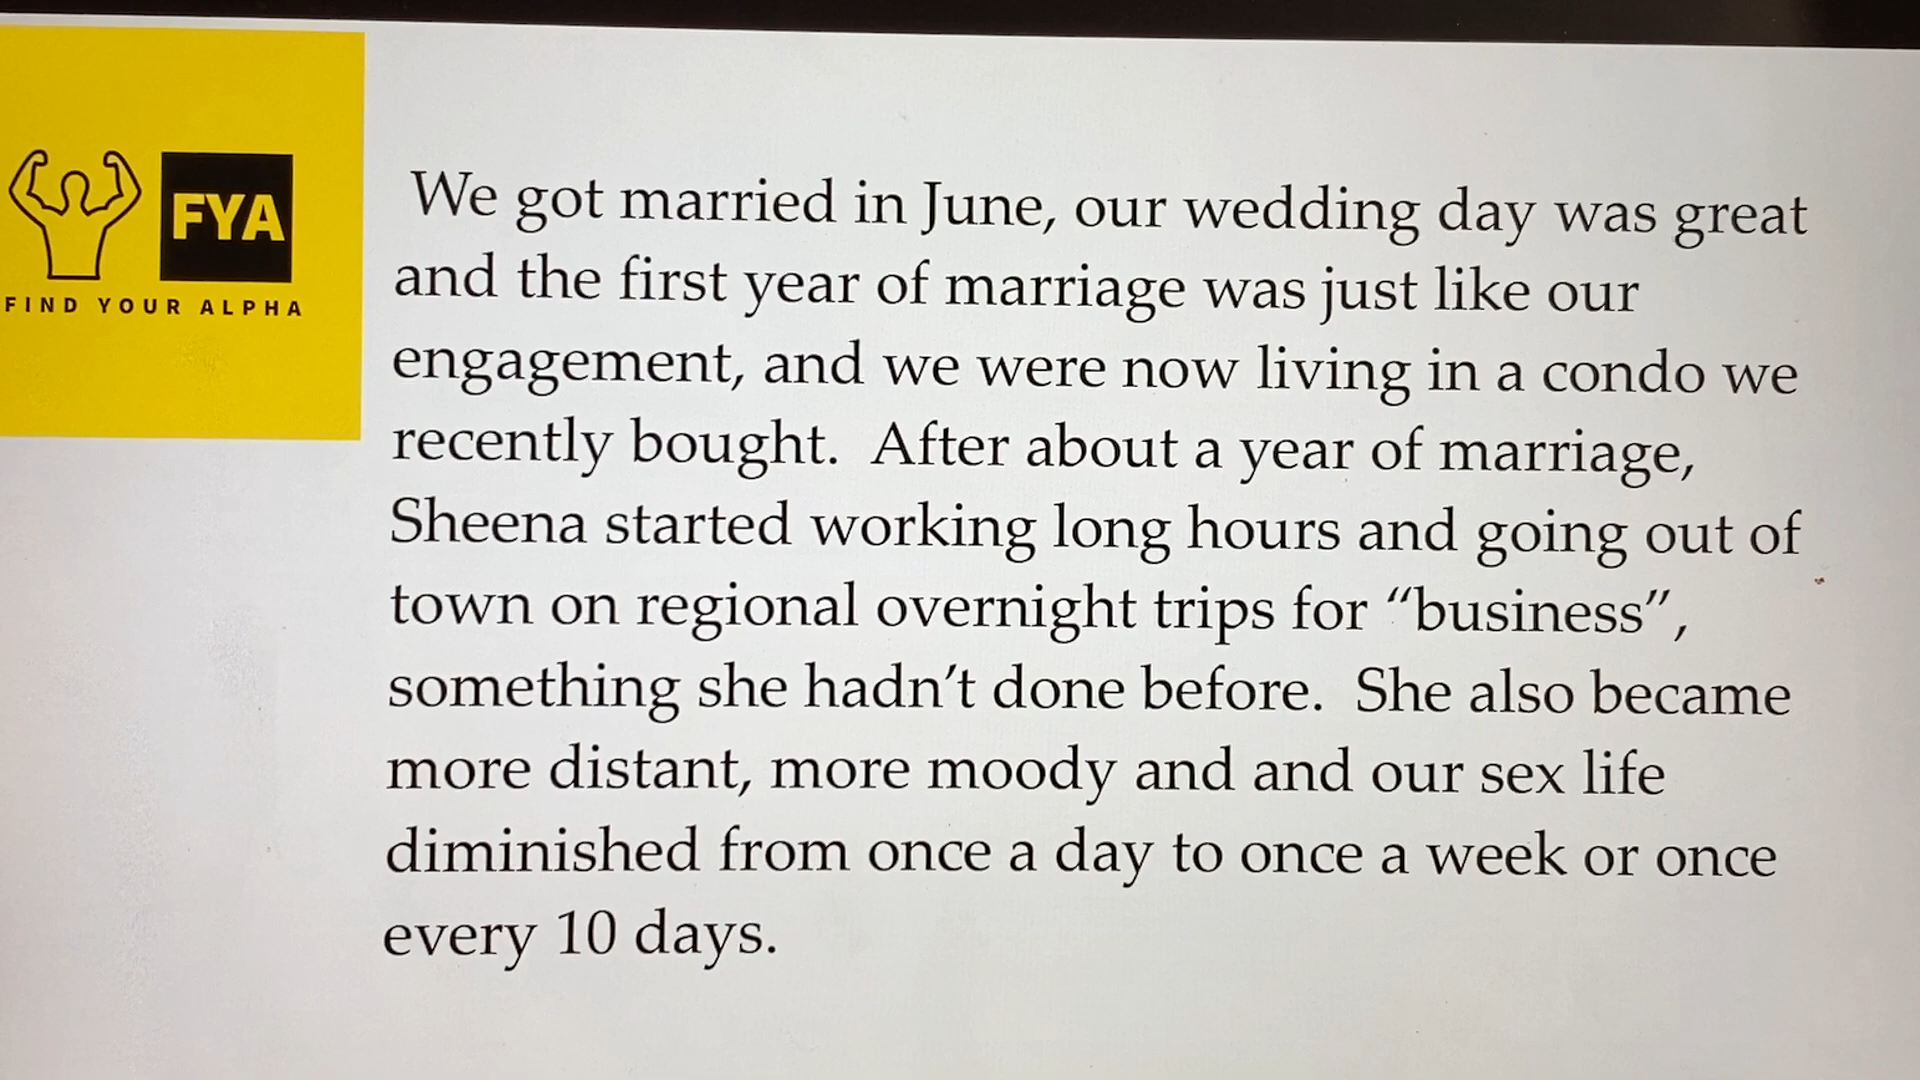 FYA
FIND YOUR ALPHA
We got married in June, our wedding day was great
and the first year of marriage was just like our
engagement, and we were now living in a condo we
recently bought.  After about a year of marriage,
Sheena started working long hours and going out of
town on regional overnight trips for “business”,
something she hadn’t done before.  She also became
more distant, more moody and and our sex life
diminished from once a day to once a week or once
every 10 days.